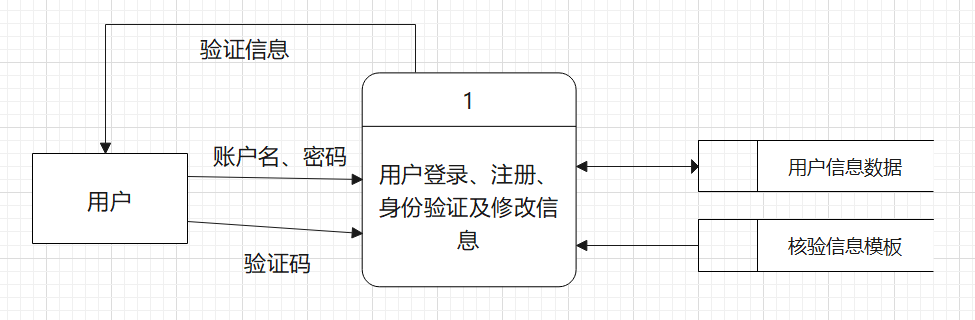 验证信息
1
账户名、密码
用户登录、注册、
身份验证及修改信
息
用户
验证码
用户信息数据
核验信息模板